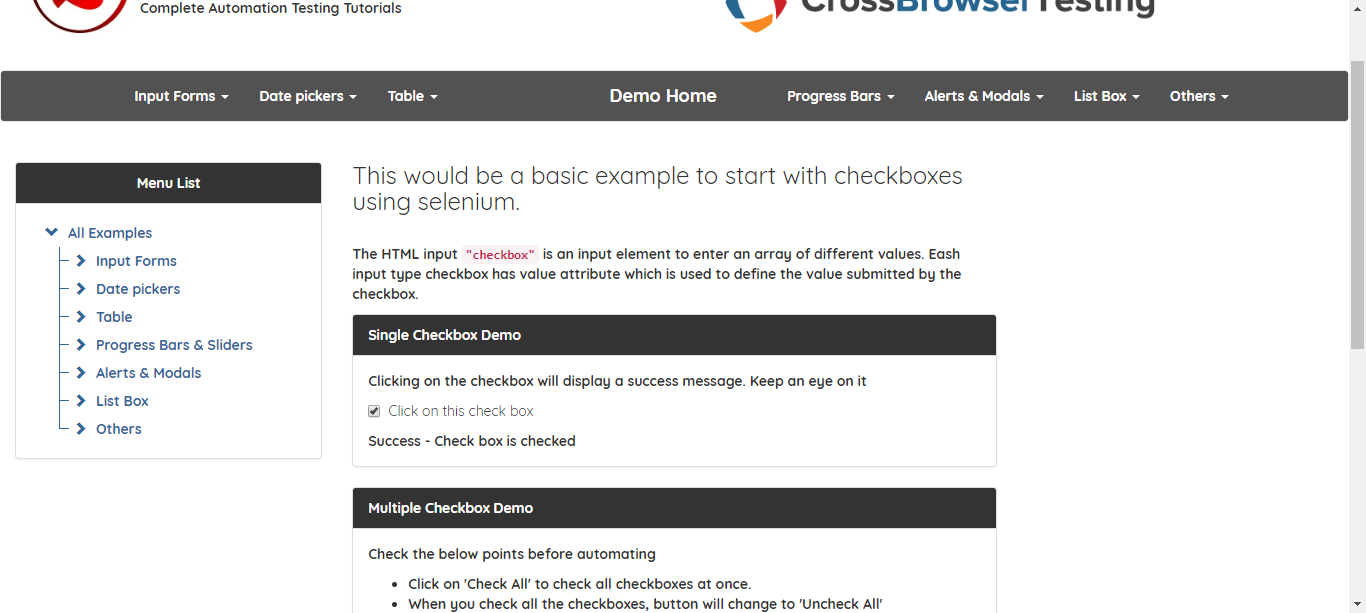 Complete Automation Testing Tutorials
CrossBrowserTesting
Input Forms
Date pickers
Table
Demo Home
Progress Bars
Alerts & Modals
List Box
Others
Menu List
All Examples
Input Forms
Date pickers
Table
Progress Bars & Sliders
Alerts & Modals
List Box
Others
This would be a basic example to start with checkboxes
using selenium.
The HTML input "checkbox" is an input element to enter an array of different values. Eash
input type checkbox has value attribute which is used to define the value submitted by the
checkbox.
Single Checkbox Demo
Clicking on the checkbox will display a success message. Keep an eye on it
Click on this check box
Success - Check box is checked
Multiple Checkbox Demo
Check the below points before automating
• Click on 'Check All' to check all checkboxes at once.
• When you check all the checkboxes, button will change to 'Uncheck All'